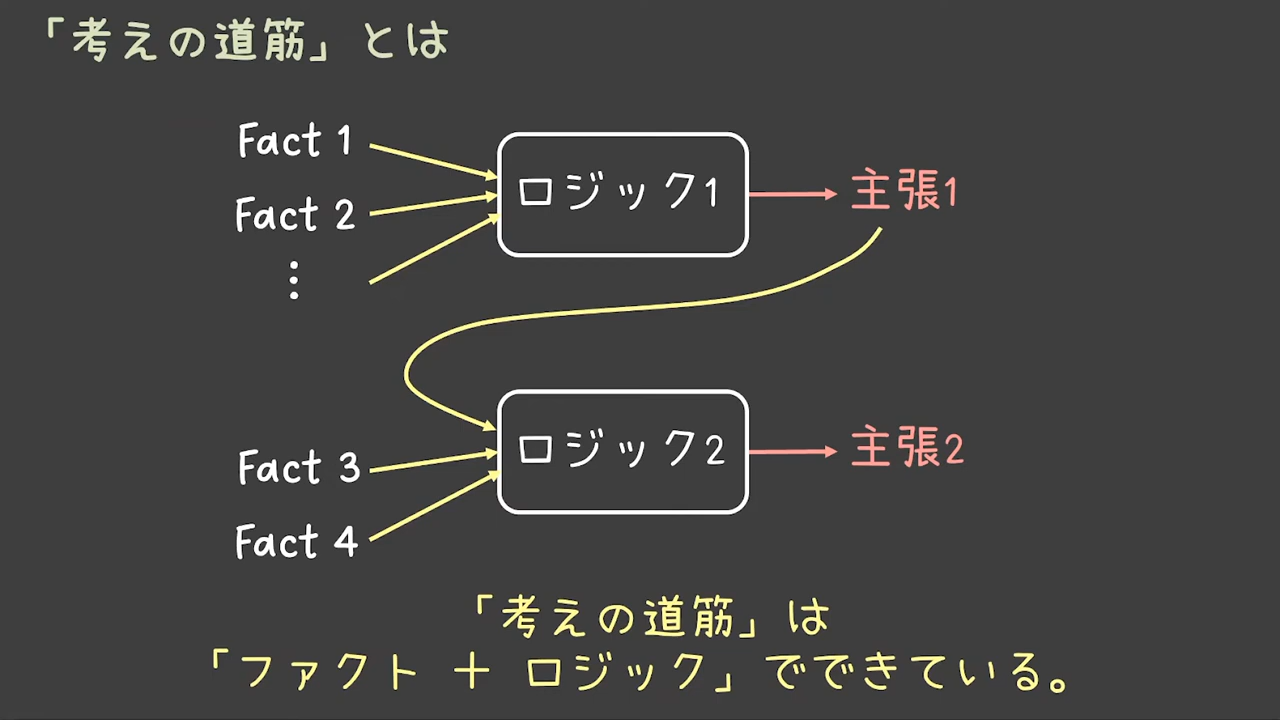 「考えの道筋」とは
Fact 1
Fact 2
⋮
ロジック1
主張1
Fact 3
Fact 4
ロジック2
主張2
「考えの道筋」は
「ファクト + ロジック」でできている。